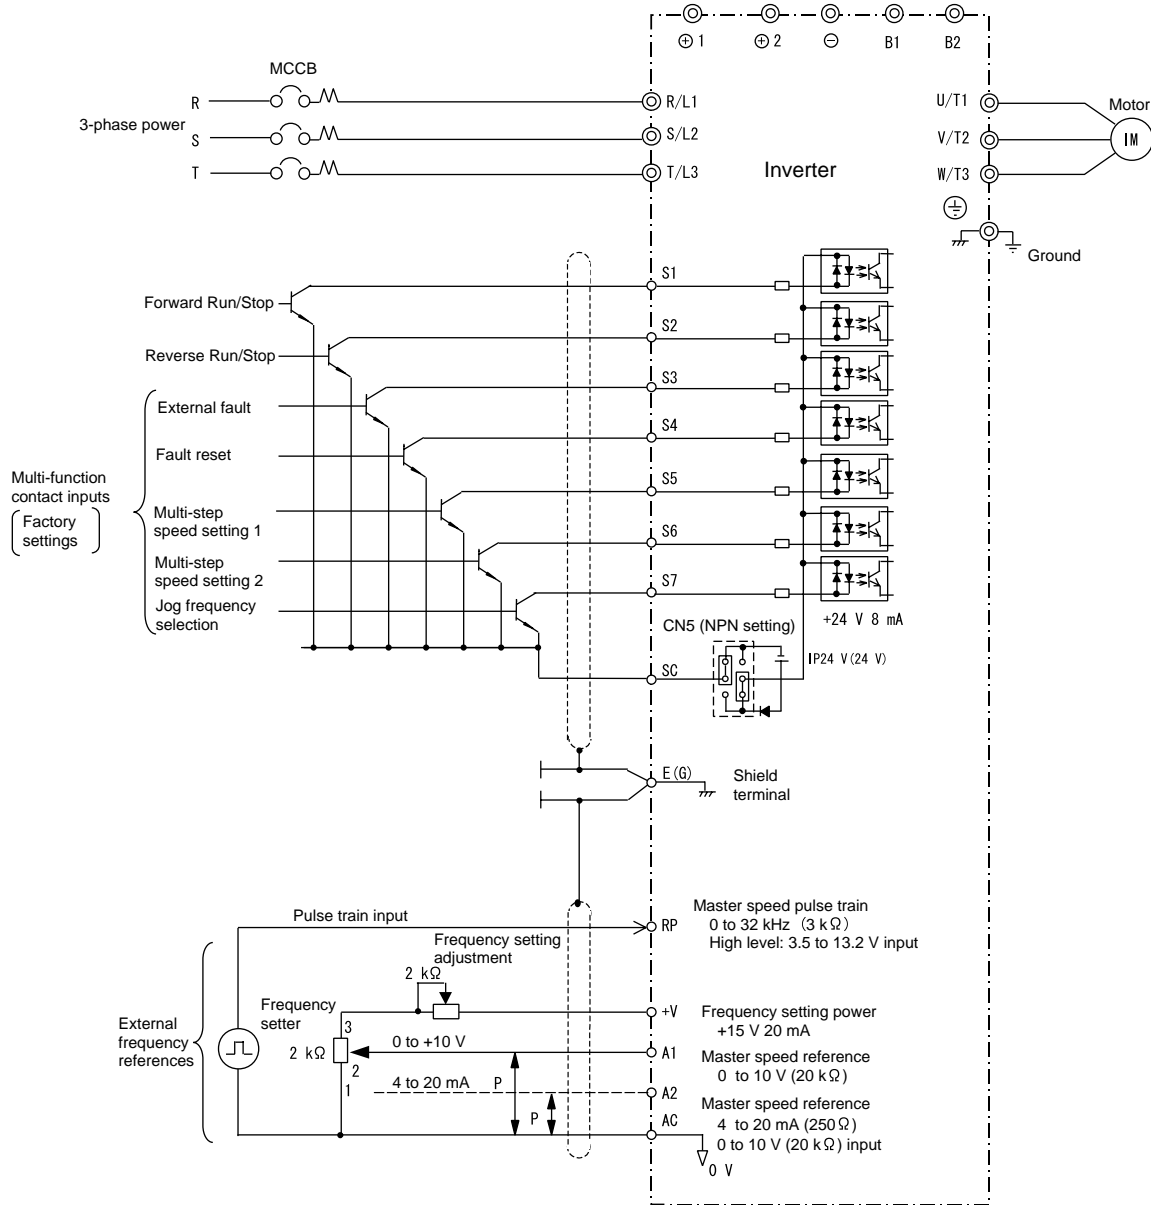 ⊕1 ⊕2 ⊖ B1 B2
MCCB
R R/L1 U/T1 Motor
3-phase power S S/L2 Inverter V/T2 IM
T T/L3 W/T3
Ground
S1
Forward Run/Stop
S2
Reverse Run/Stop
S3
External fault
S4
Fault reset
Multi-function
contact inputs
Factory
settings
S5
Multi-step
speed setting 1
S6
Multi-step
speed setting 2
S7
Jog frequency
selection
+24 V 8 mA
CN5 (NPN setting)
IP24 V (24 V)
SC
E(G) Shield
terminal
Pulse train input
RP
Master speed pulse train
0 to 32 kHz (3 kΩ)
High level: 3.5 to 13.2 V input
Frequency setting
adjustment
2 kΩ
External
frequency
references
Frequency
setter
3
2 kΩ
2
1
+V
Frequency setting power
+15 V 20 mA
0 to +10 V
A1
Master speed reference
0 to 10 V (20 kΩ)
4 to 20 mA P
A2
Master speed reference
4 to 20 mA (250Ω)
0 to 10 V (20 kΩ) input
P
AC
0 V